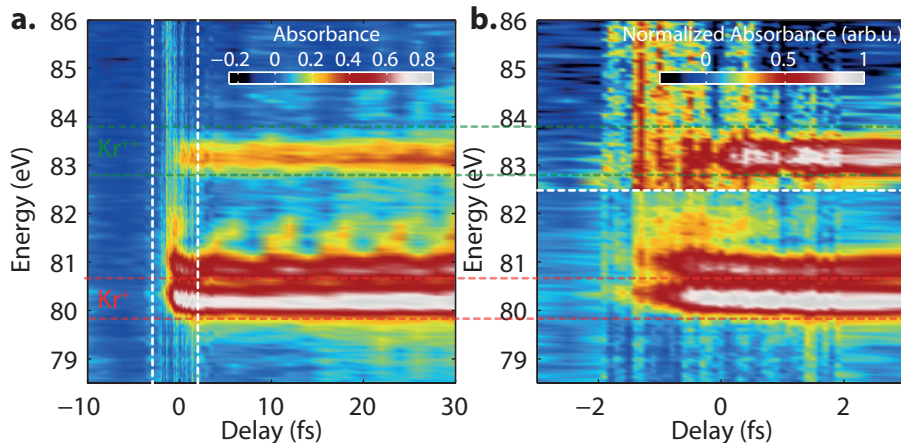 a.
Absorbance
−0.2 0 0.2 0.4 0.6 0.8
Kr++
Kr+
86
85
84
83
82
81
80
79
Energy (eV)
−10 0 10 20 30
Delay (fs)
b.
Normalized Absorbance (arb.u.)
0 0.5 1
86
85
84
83
82
81
80
79
Energy (eV)
−2 0 2
Delay (fs)